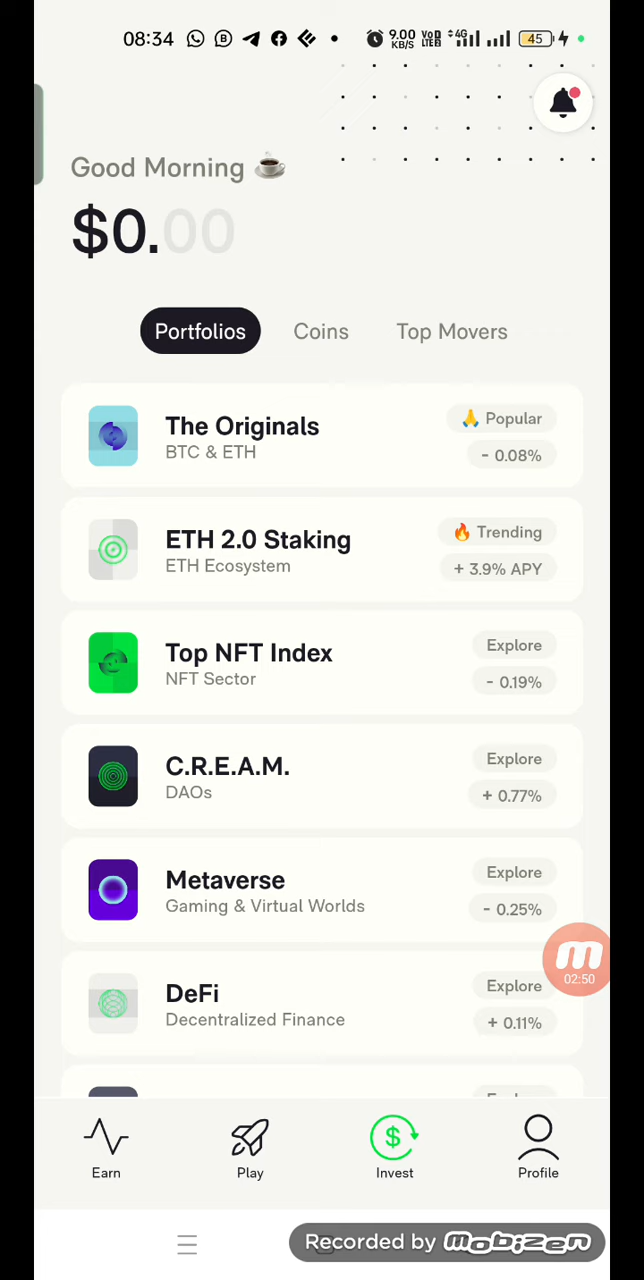 08:34
9.00 KB/S
VoD LTE
4G
45
Good Morning
$0.00
Portfolios Coins Top Movers
The Originals
Popular
BTC & ETH
- 0.08%
ETH 2.0 Staking
Trending
ETH Ecosystem
+ 3.9% APY
Top NFT Index
Explore
NFT Sector
- 0.19%
C.R.E.A.M.
Explore
DAOs
+ 0.77%
Metaverse
Explore
Gaming & Virtual Worlds
- 0.25%
02:50
DeFi
Explore
Decentralized Finance
+ 0.11%
Earn Play Invest Profile
Recorded by mobizen